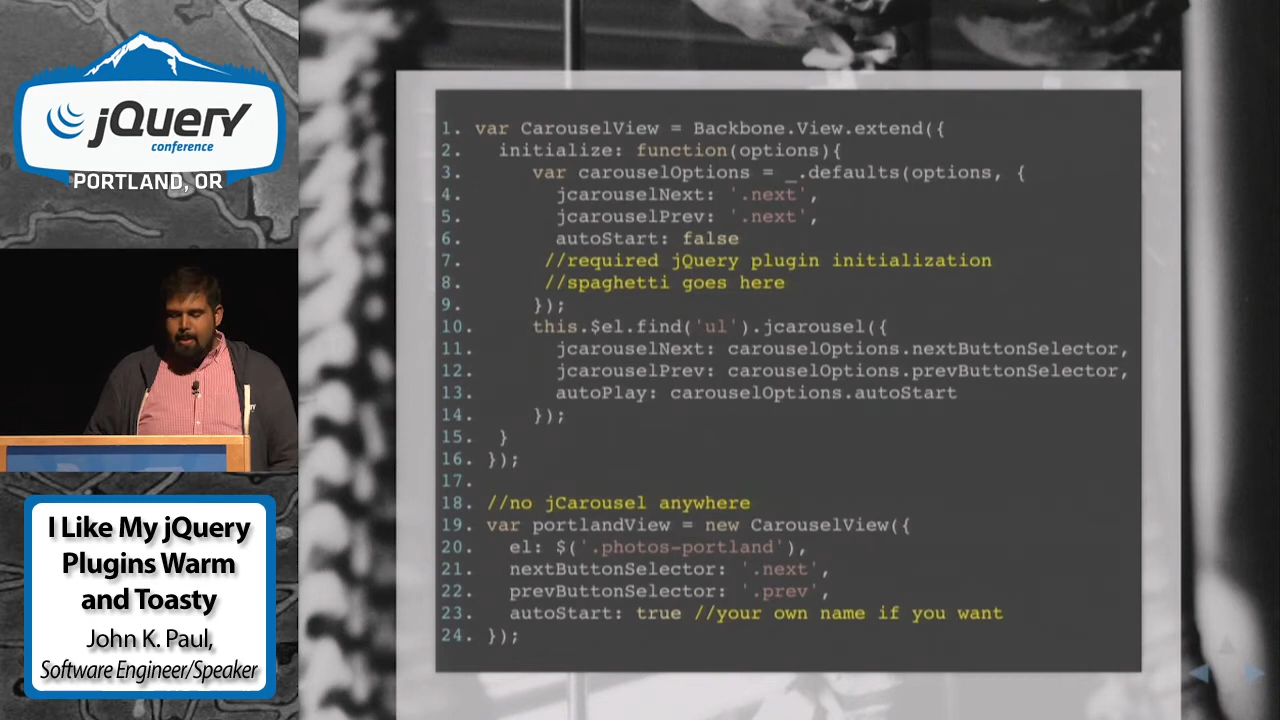 jQuery
conference
PORTLAND, OR
1. var CarouselView = Backbone.View.extend({
2. initialize: function(options){
3. var carouselOptions = _.defaults(options, {
4. jcarouselNext: '.next',
5. jcarouselPrev: '.next',
6. autoStart: false
7. //required jQuery plugin initialization
8. //spaghetti goes here
9. });
10. this.$el.find('ul').jcarousel({
11. jcarouselNext: carouselOptions.nextButtonSelector,
12. jcarouselPrev: carouselOptions.prevButtonSelector,
13. autoPlay: carouselOptions.autoStart
14. });
15. }
16. });
17.
18. //no jCarousel anywhere
19. var portlandView = new CarouselView({
20. el: $('.photos-portland'),
21. nextButtonSelector: '.next',
22. prevButtonSelector: '.prev',
23. autoStart: true //your own name if you want
24. });
I Like My jQuery
Plugins Warm
and Toasty
John K. Paul,
Software Engineer/Speaker